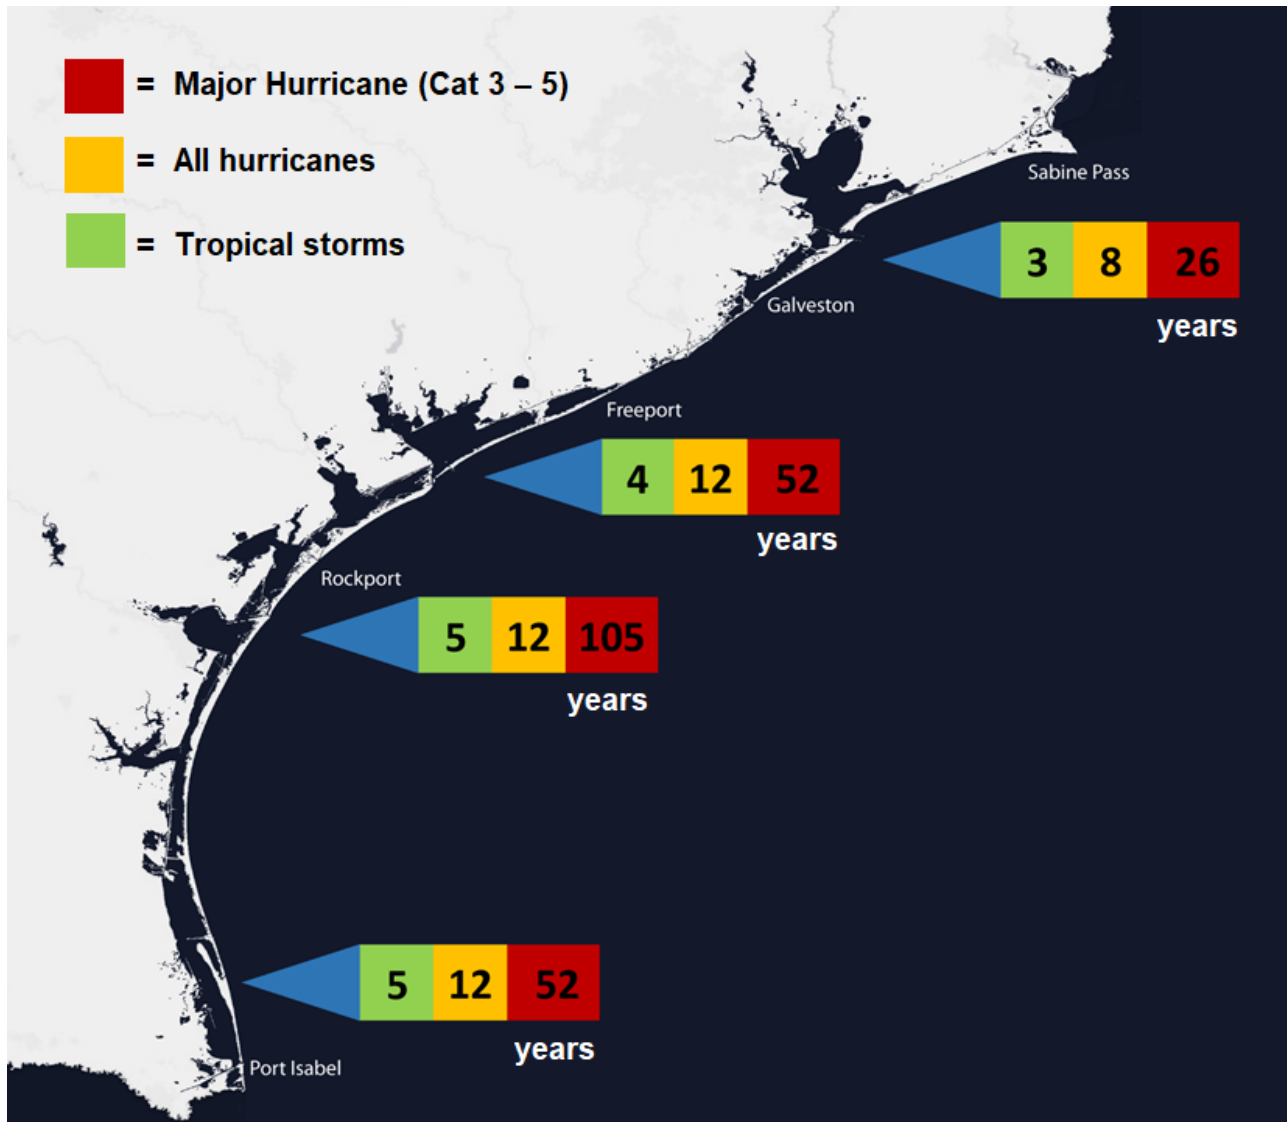 = Major Hurricane (Cat 3 – 5)
= All hurricanes
= Tropical storms
Sabine Pass
3 8 26
years
Galveston
Freeport
4 12 52
years
Rockport
5 12 105
years
5 12 52
years
Port Isabel